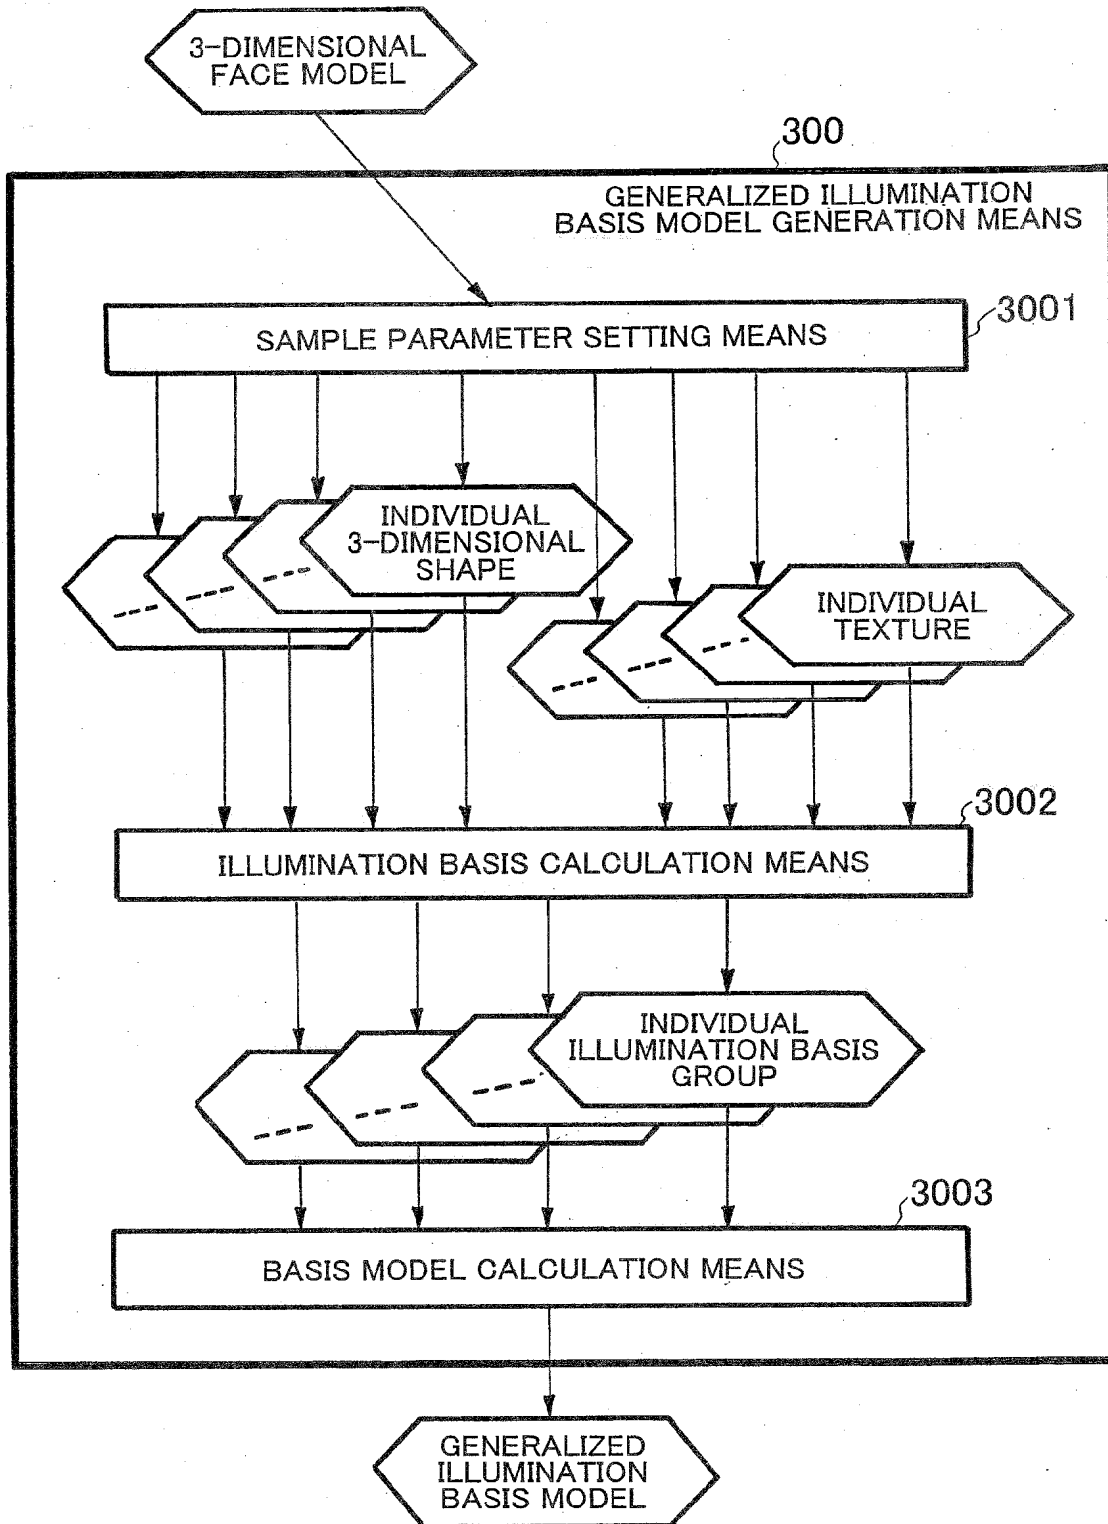 3-DIMENSIONAL
FACE MODEL
300
GENERALIZED ILLUMINATION
BASIS MODEL GENERATION MEANS
3001
SAMPLE PARAMETER SETTING MEANS
INDIVIDUAL
3-DIMENSIONAL
SHAPE
INDIVIDUAL
TEXTURE
3002
ILLUMINATION BASIS CALCULATION MEANS
INDIVIDUAL
ILLUMINATION BASIS
GROUP
3003
BASIS MODEL CALCULATION MEANS
GENERALIZED
ILLUMINATION
BASIS MODEL